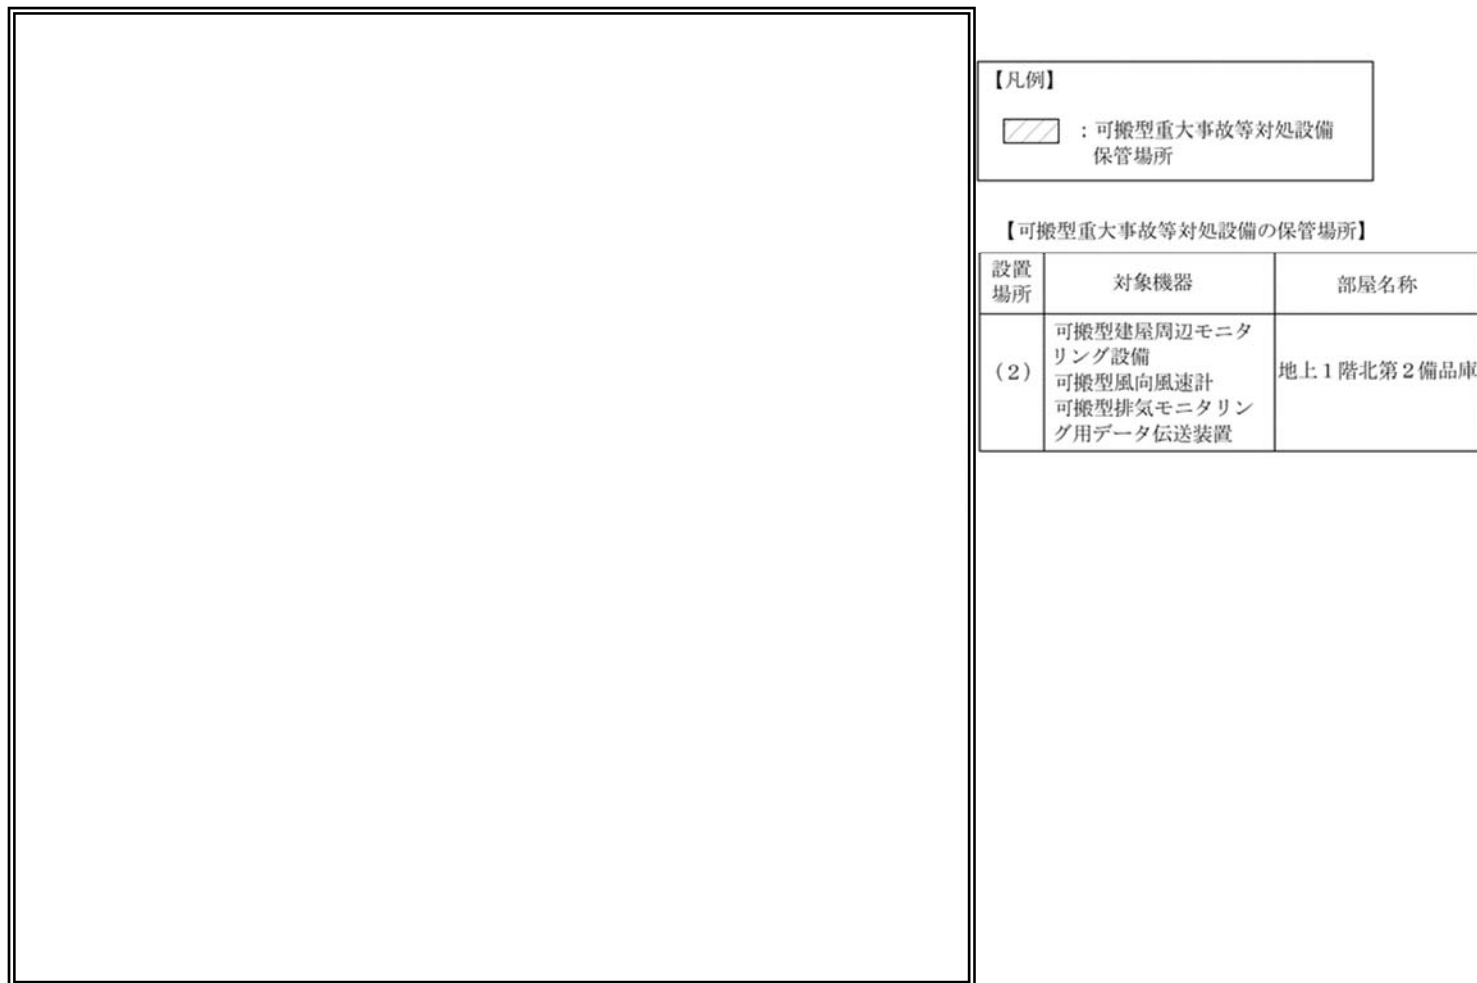 【凡例】
：可搬型重大事故等対処設備
保管場所
【可搬型重大事故等対処設備の保管場所】
設置
場所
対象機器
部屋名称
（２）
可搬型建屋周辺モニタ
リング設備
可搬型風向風速計
可搬型排気モニタリン
グ用データ伝送装置
地上１階北第２備品庫